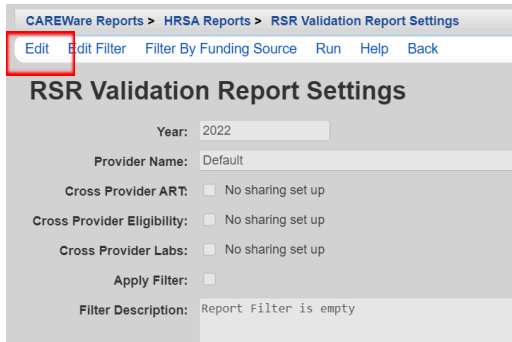 CAREWare Reports > HRSA Reports > RSR Validation Report Settings
Edit Edit Filter Filter By Funding Source Run Help Back
RSR Validation Report Settings
Year: 2022
Provider Name: Default
Cross Provider ART: No sharing set up
Cross Provider Eligibility: No sharing set up
Cross Provider Labs: No sharing set up
Apply Filter:
Filter Description: Report Filter is empty